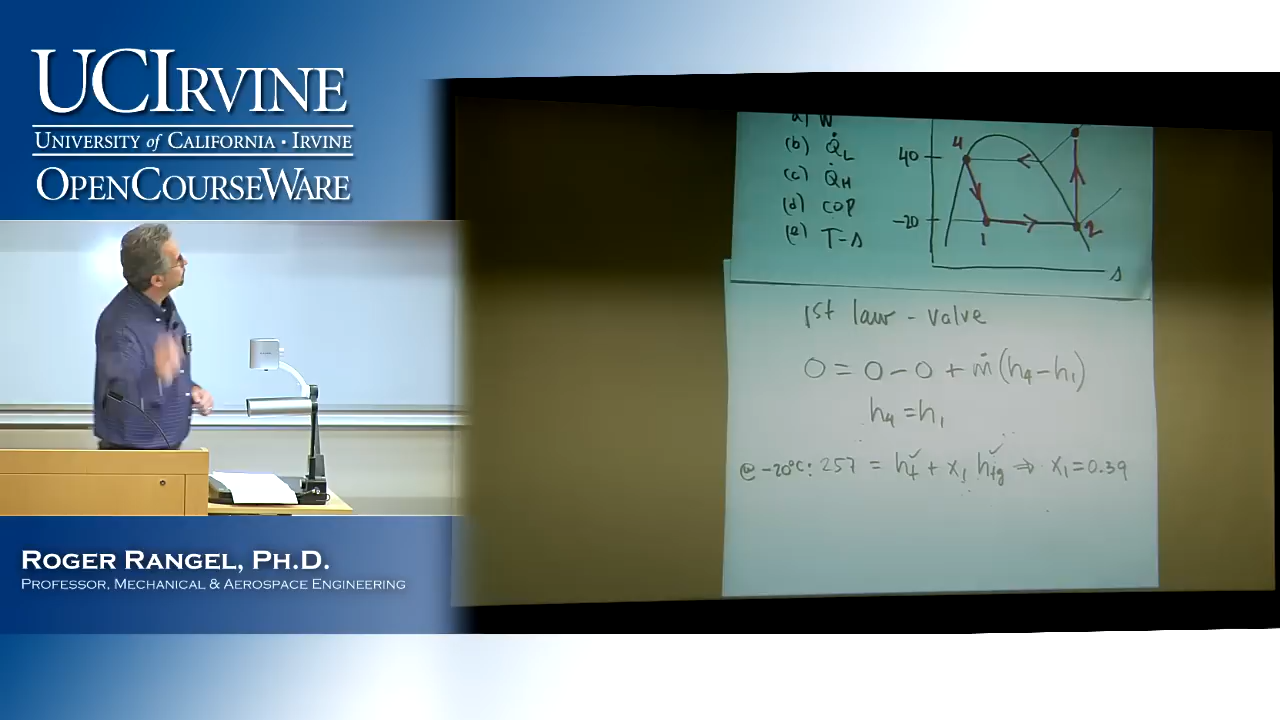 UCIRVINE
UNIVERSITY of CALIFORNIA · IRVINE
OPENCOURSEWARE
ROGER RANGEL, PH.D.
PROFESSOR, MECHANICAL & AEROSPACE ENGINEERING
a) W
(b) Q̇L
(c) Q̇H
(d) COP
(e) T-s
4
40
-20
1
2
s
1st law - valve
0 = 0 - 0 + ṁ(h4-h1)
h4 = h1
@ -20°C: 257 = hf + x1 hfg ⇒ x1 = 0.39